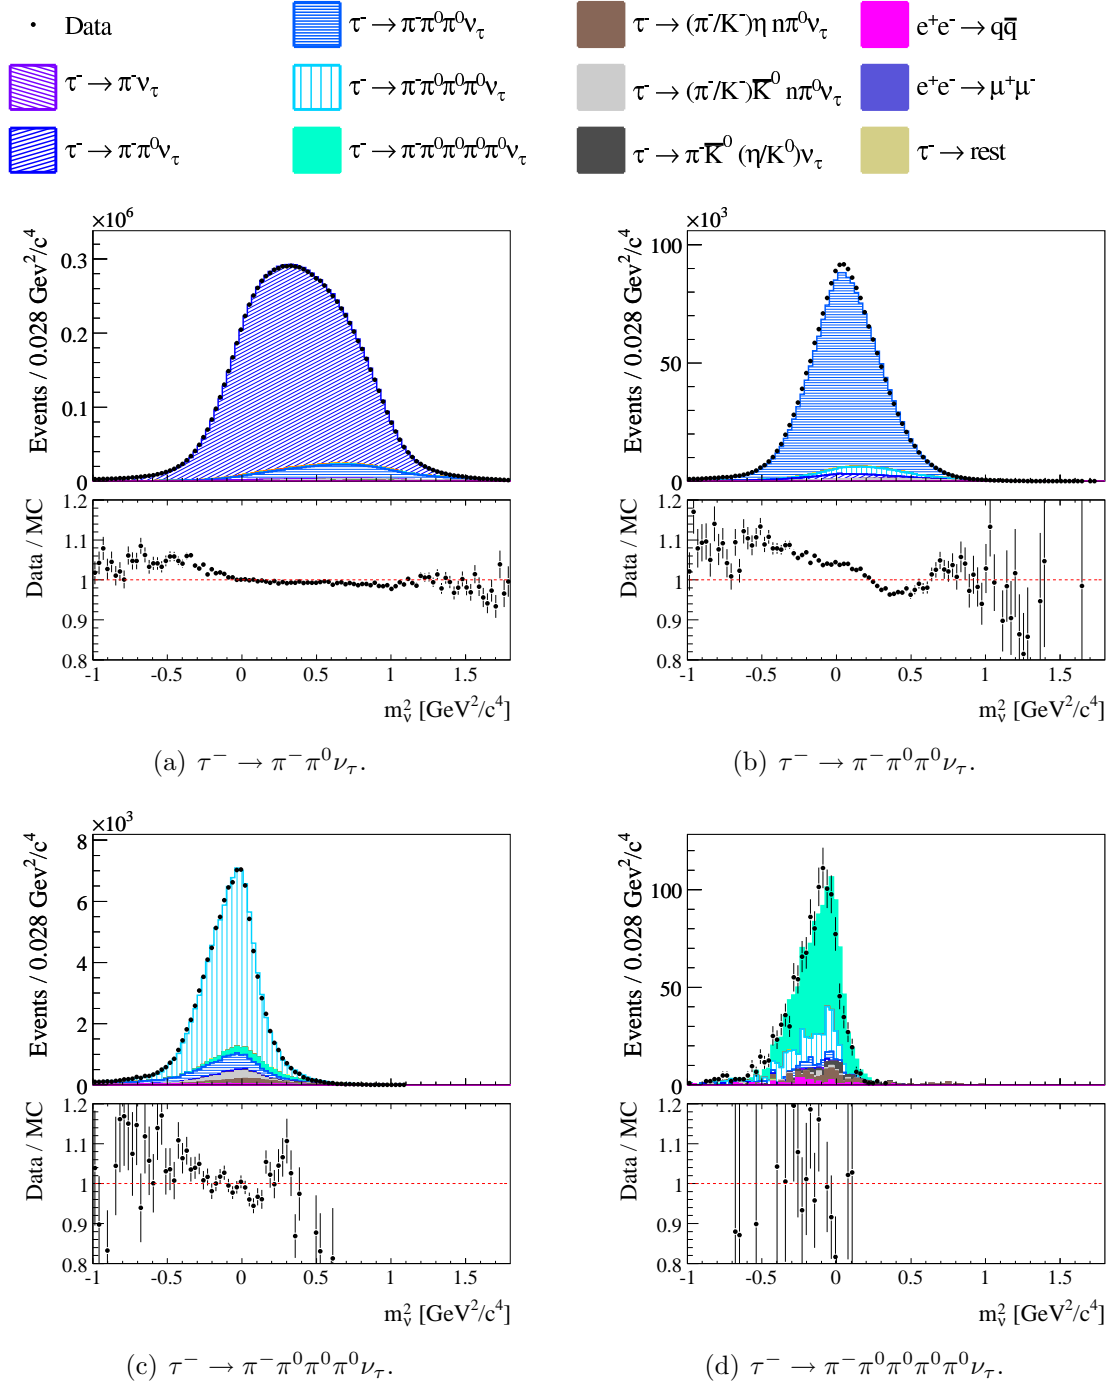 Data
τ⁻ → π⁻π⁰π⁰ν_τ
τ⁻ → (π⁻/K⁻)η nπ⁰ν_τ
e⁺e⁻ → qq̅
τ⁻ → π⁻ν_τ
τ⁻ → π⁻π⁰π⁰π⁰ν_τ
τ⁻ → (π⁻/K⁻)K̅⁰ nπ⁰ν_τ
e⁺e⁻ → μ⁺μ⁻
τ⁻ → π⁻π⁰ν_τ
τ⁻ → π⁻π⁰π⁰π⁰π⁰ν_τ
τ⁻ → π⁻K̅⁰ (η/K⁰)ν_τ
τ⁻ → rest
×10⁶
Events / 0.028 Gev²/c⁴
0.3
0.2
0.1
0
Data / MC
1.2
1.1
1
0.9
0.8
-1 -0.5 0 0.5 1 1.5
m²_ν [GeV²/c⁴]
(a) τ⁻ → π⁻π⁰ν_τ.
×10³
Events / 0.028 Gev²/c⁴
100
50
0
Data / MC
1.2
1.1
1
0.9
0.8
-1 -0.5 0 0.5 1 1.5
m²_ν [GeV²/c⁴]
(b) τ⁻ → π⁻π⁰π⁰ν_τ.
×10³
Events / 0.028 Gev²/c⁴
8
6
4
2
0
Data / MC
1.2
1.1
1
0.9
0.8
-1 -0.5 0 0.5 1 1.5
m²_ν [GeV²/c⁴]
(c) τ⁻ → π⁻π⁰π⁰π⁰ν_τ.
Events / 0.028 Gev²/c⁴
100
50
0
Data / MC
1.2
1.1
1
0.9
0.8
-1 -0.5 0 0.5 1 1.5
m²_ν [GeV²/c⁴]
(d) τ⁻ → π⁻π⁰π⁰π⁰π⁰ν_τ.